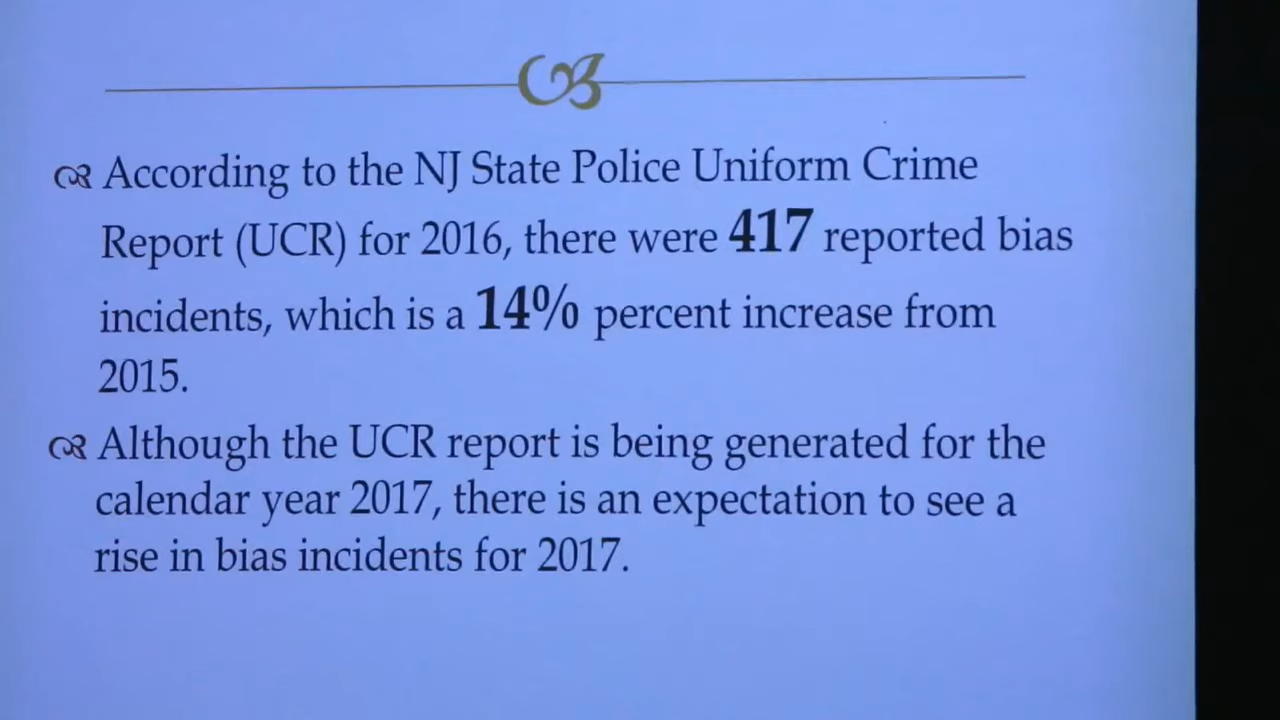 According to the NJ State Police Uniform Crime
Report (UCR) for 2016, there were 417 reported bias
incidents, which is a 14% percent increase from
2015.
Although the UCR report is being generated for the
calendar year 2017, there is an expectation to see a
rise in bias incidents for 2017.